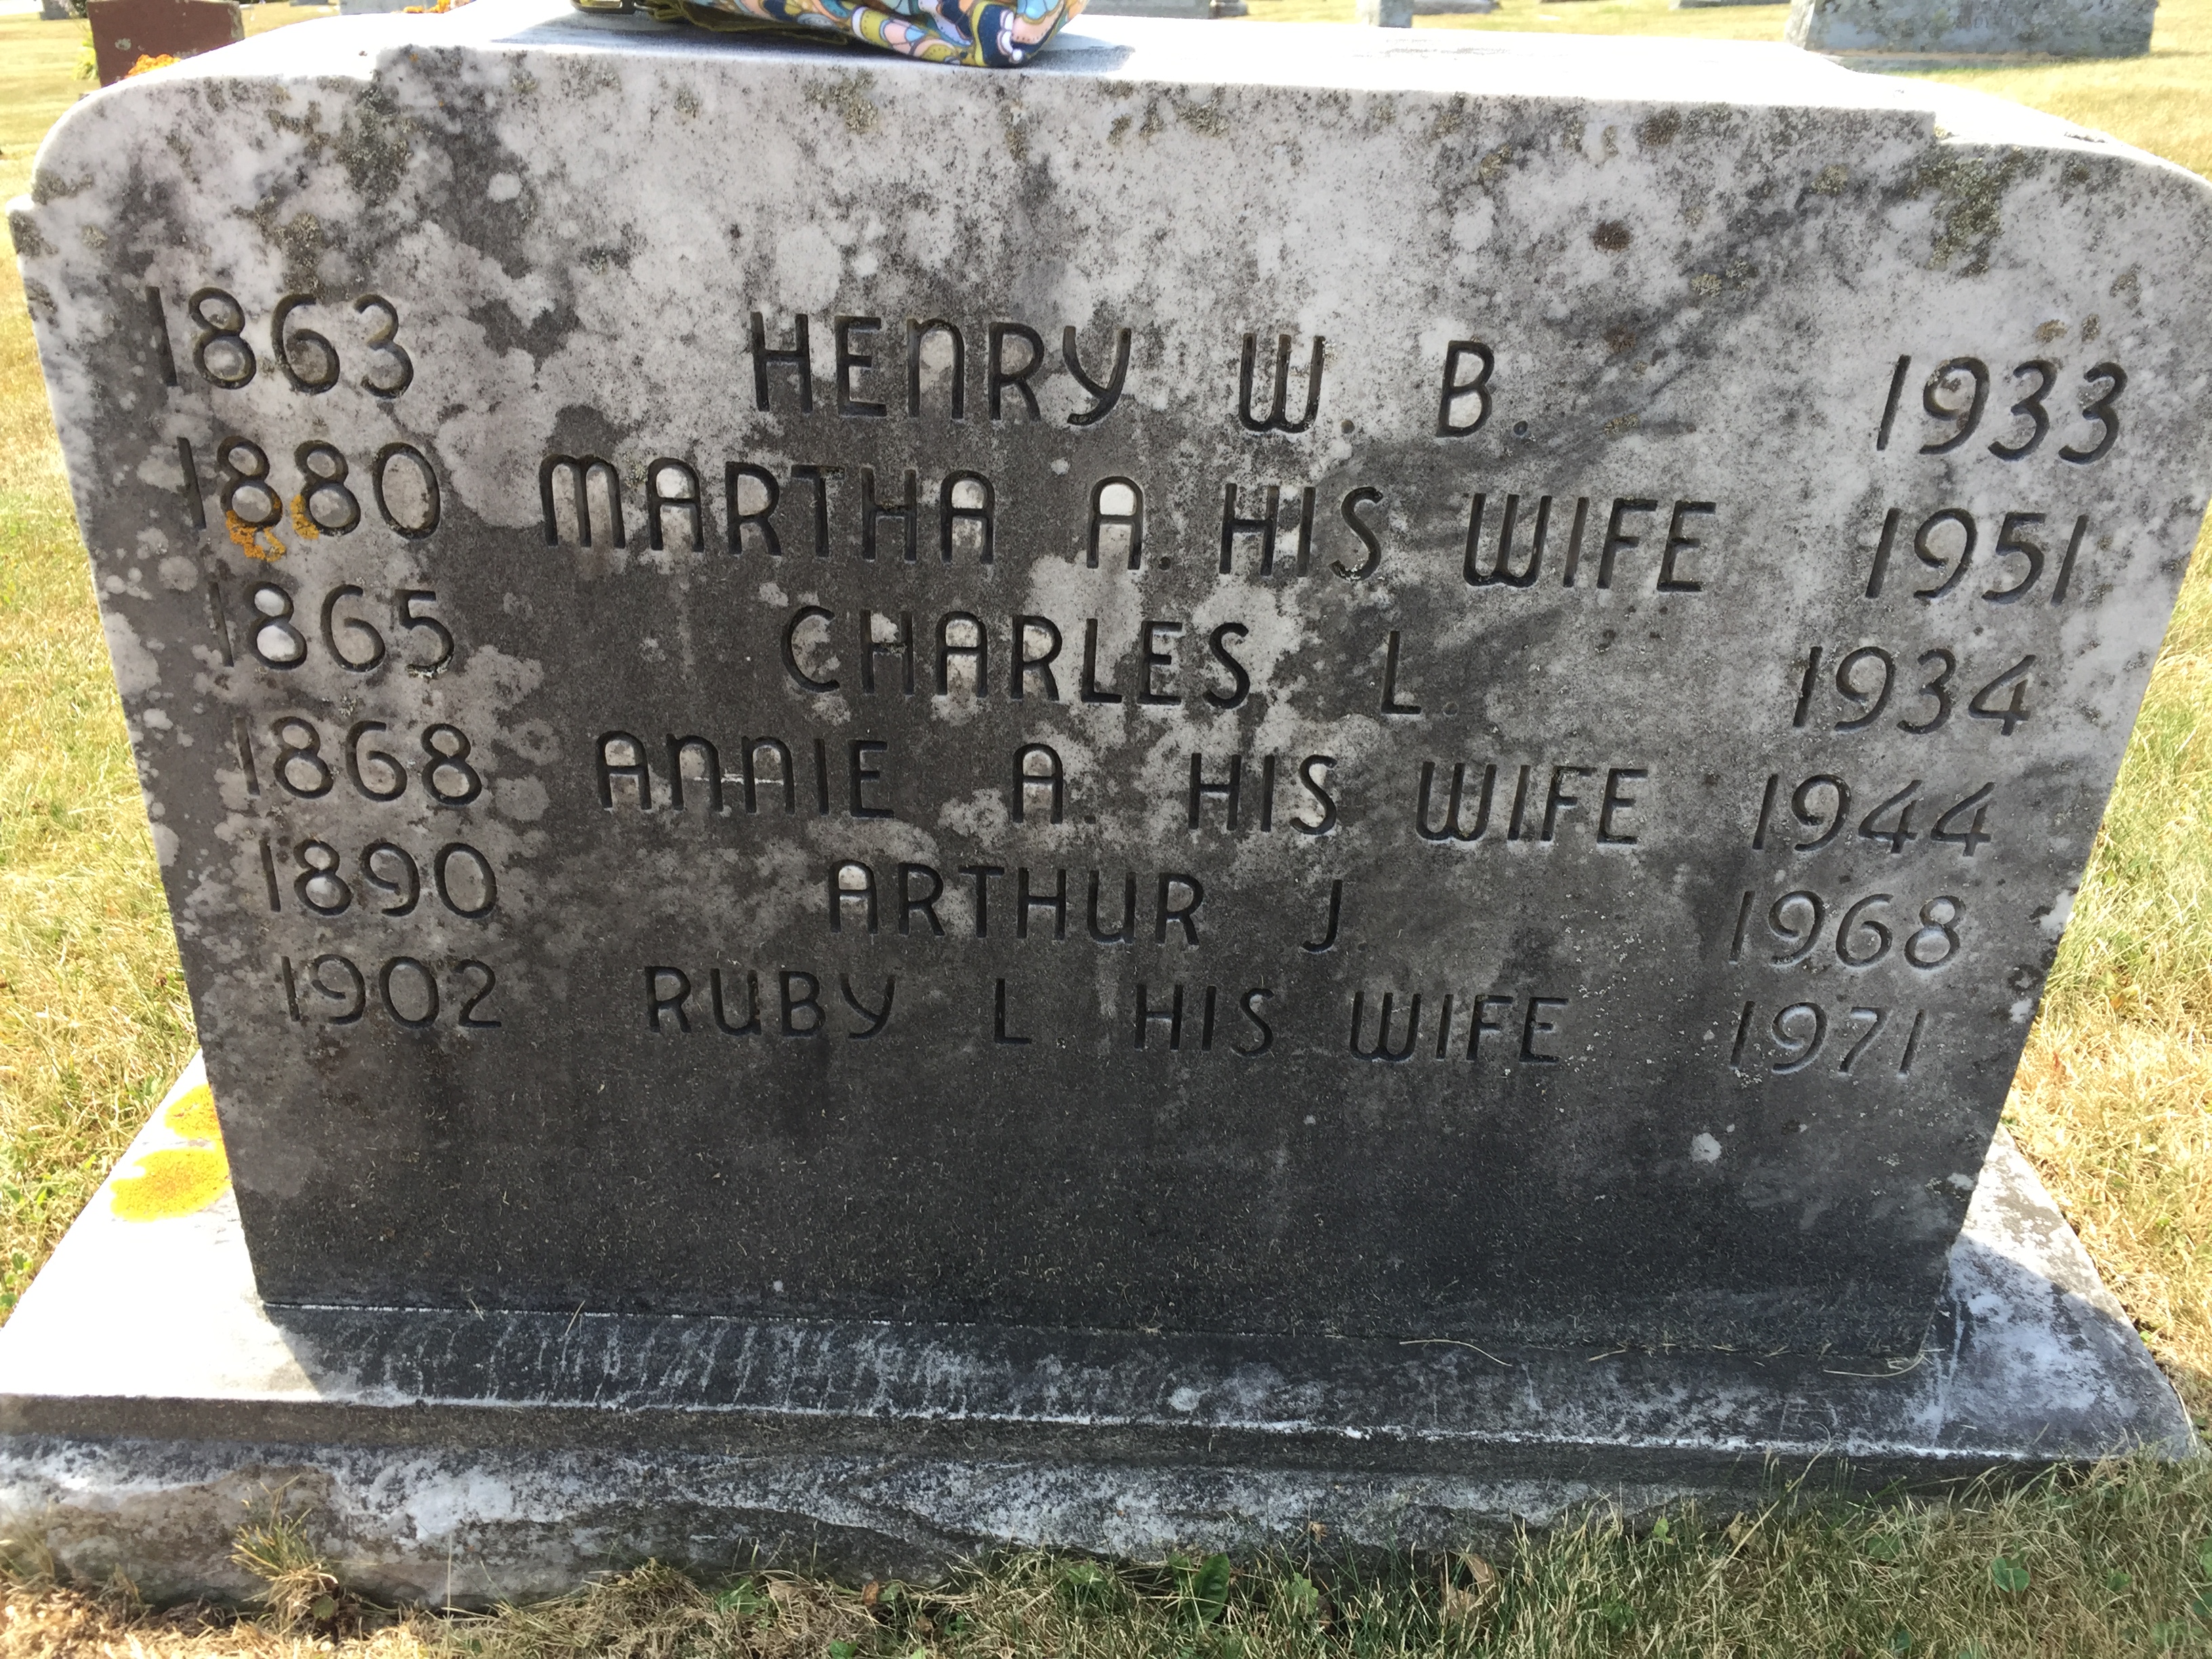 1863 HENRY W. B. 1933
1880 MARTHA A. HIS WIFE 1951
1865 CHARLES L. 1934
1868 ANNIE A. HIS WIFE 1944
1890 ARTHUR J. 1968
1902 RUBY L HIS WIFE 1971